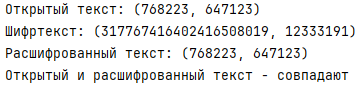 Открытый текст: (768223, 647123)
Шифртекст: (317767416402416508019, 12333191)
Расшифрованный текст: (768223, 647123)
Открытый и расшифрованный текст - совпадают